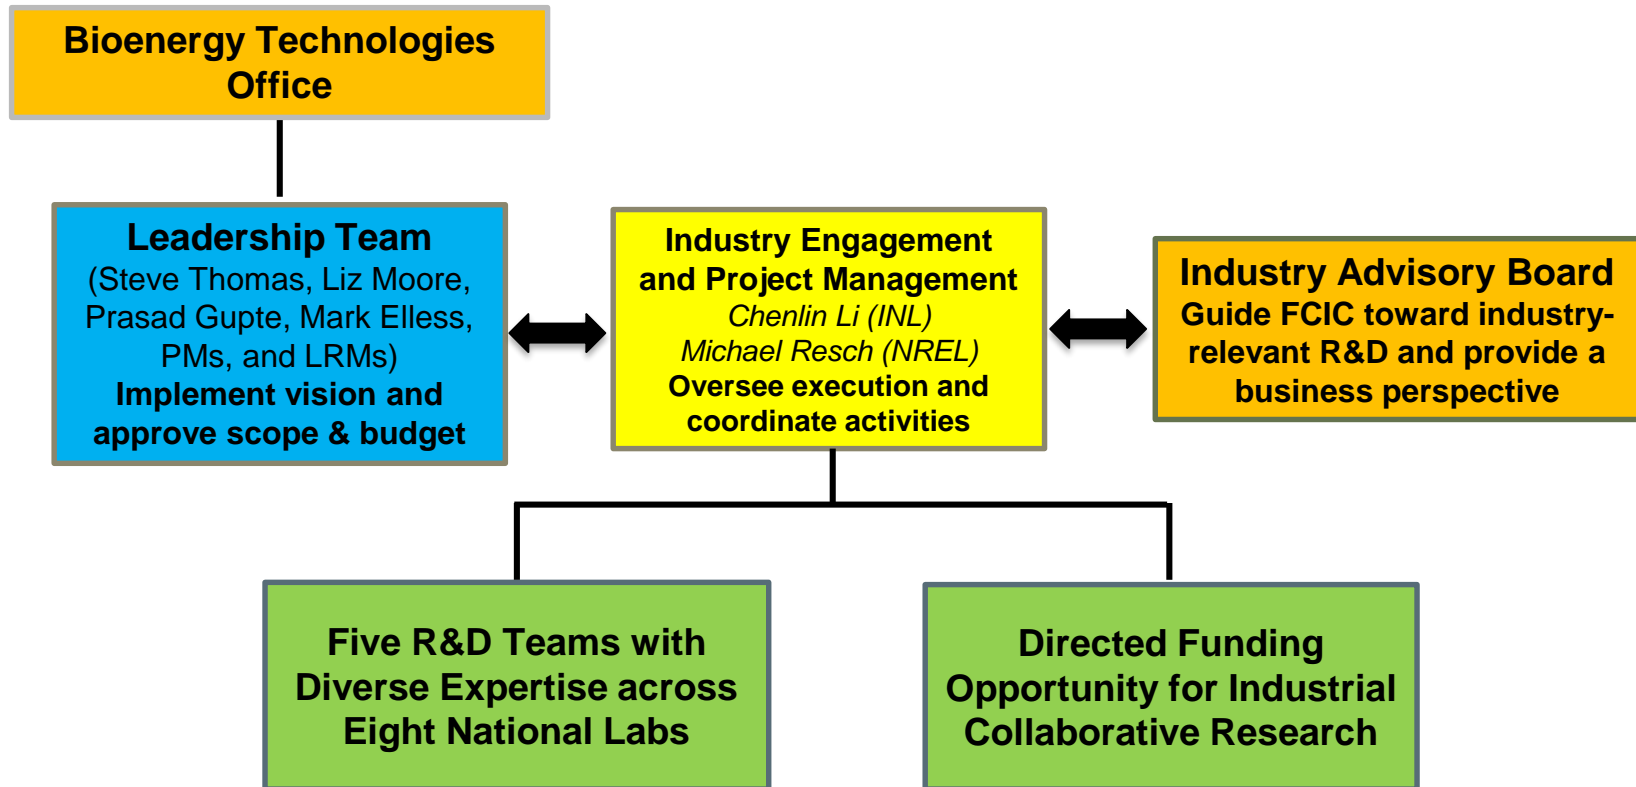 Bioenergy Technologies
Office
Leadership Team
(Steve Thomas, Liz Moore,
Prasad Gupte, Mark Elless,
PMs, and LRMs)
Implement vision and
approve scope & budget
Industry Engagement
and Project Management
Chenlin Li (INL)
Michael Resch (NREL)
Oversee execution and
coordinate activities
Industry Advisory Board
Guide FCIC toward industry-
relevant R&D and provide a
business perspective
Five R&D Teams with
Diverse Expertise across
Eight National Labs
Directed Funding
Opportunity for Industrial
Collaborative Research